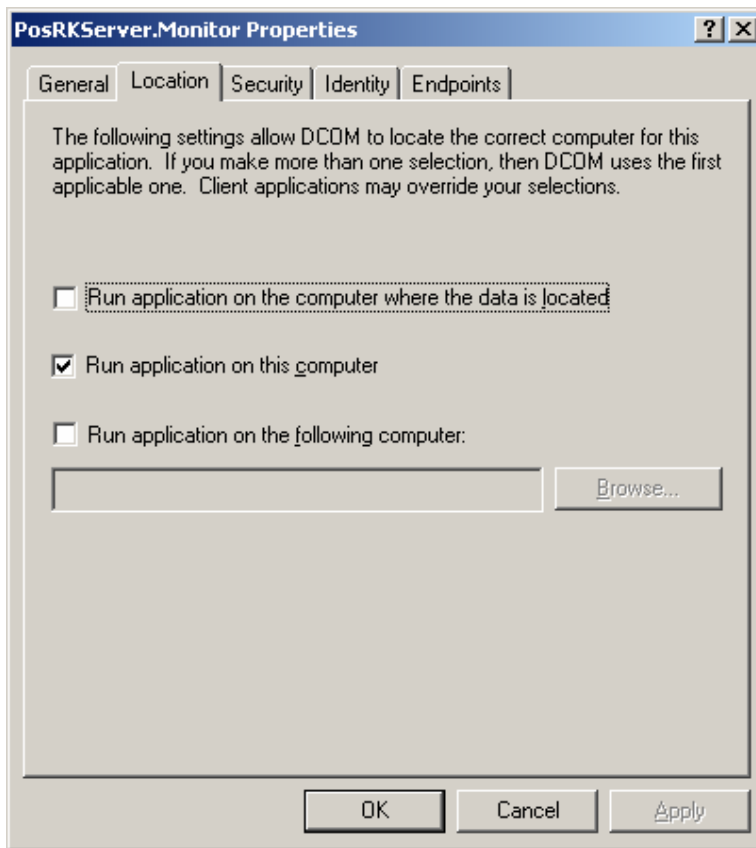 PosRKServer.Monitor Properties
General Location Security Identity Endpoints
The following settings allow DCOM to locate the correct computer for this
application. If you make more than one selection, then DCOM uses the first
applicable one. Client applications may override your selections.
Run application on the computer where the data is located
Run application on this computer
Run application on the following computer:
Browse...
OK Cancel Apply